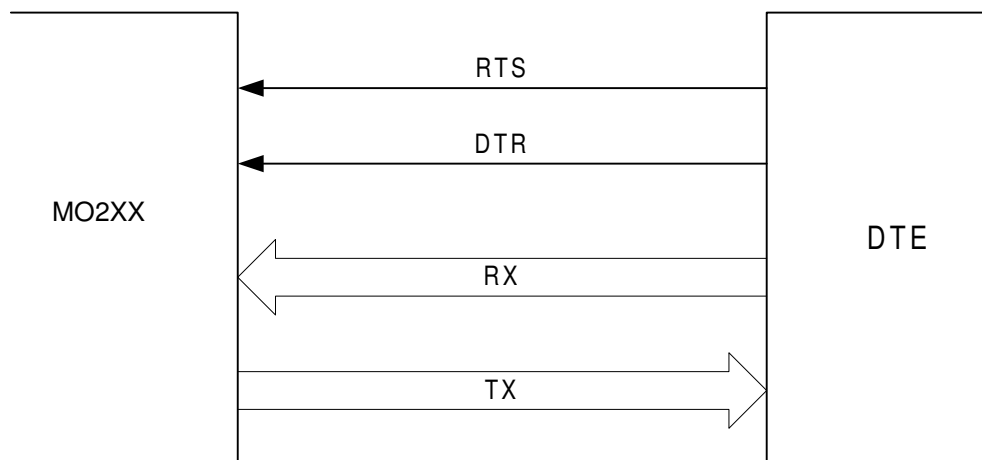 RTS
DTR
MO2XX
DTE
RX
TX